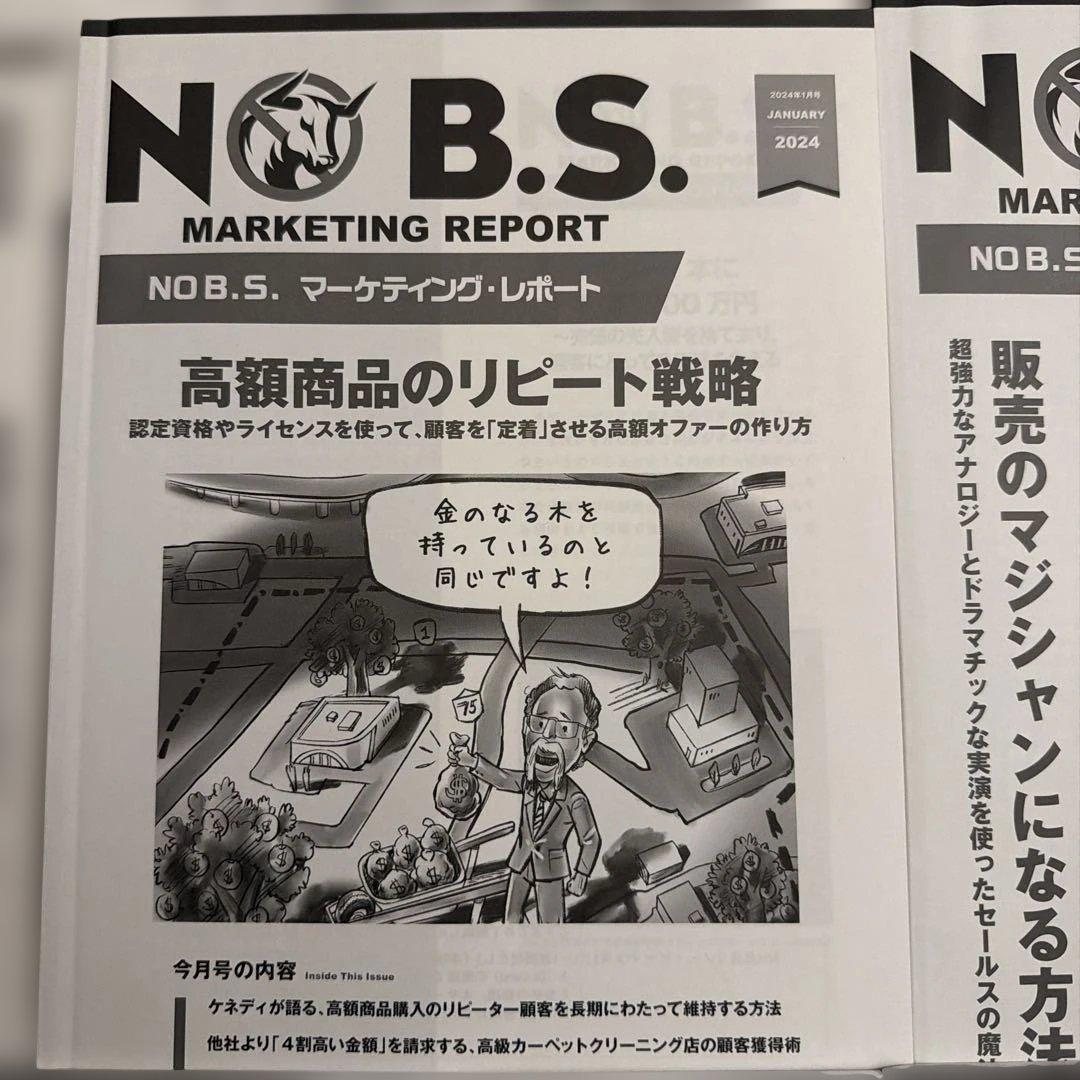 NO B.S.
2024年1月号
JANUARY
2024
MARKETING REPORT
NO B.S. マーケティング・レポート
高額商品のリピート戦略
認定資格やライセンスを使って、顧客を「定着」させる高額オファーの作り方
金のなる木を
持っているのと
同じですよ！
1
75
$
今月号の内容 Inside This Issue
ケネディが語る、高額商品購入のリピーター顧客を長期にわたって維持する方法
他社より「4割高い金額」を請求する、高級カーペットクリーニング店の顧客獲得術
N
MAR
NO B.S
販売のマジシャンになる方法
超強力なアナロジーとドラマチックな実演を使ったセールスの魔